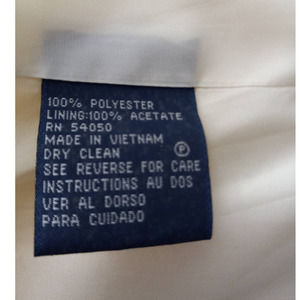 100% POLYESTER
LINING:100% ACETATE
RN 54050
MADE IN VIETNAM
DRY CLEAN Ⓟ
SEE REVERSE FOR CARE
INSTRUCTIONS AU DOS
VER AL DORSO
PARA CUIDADO